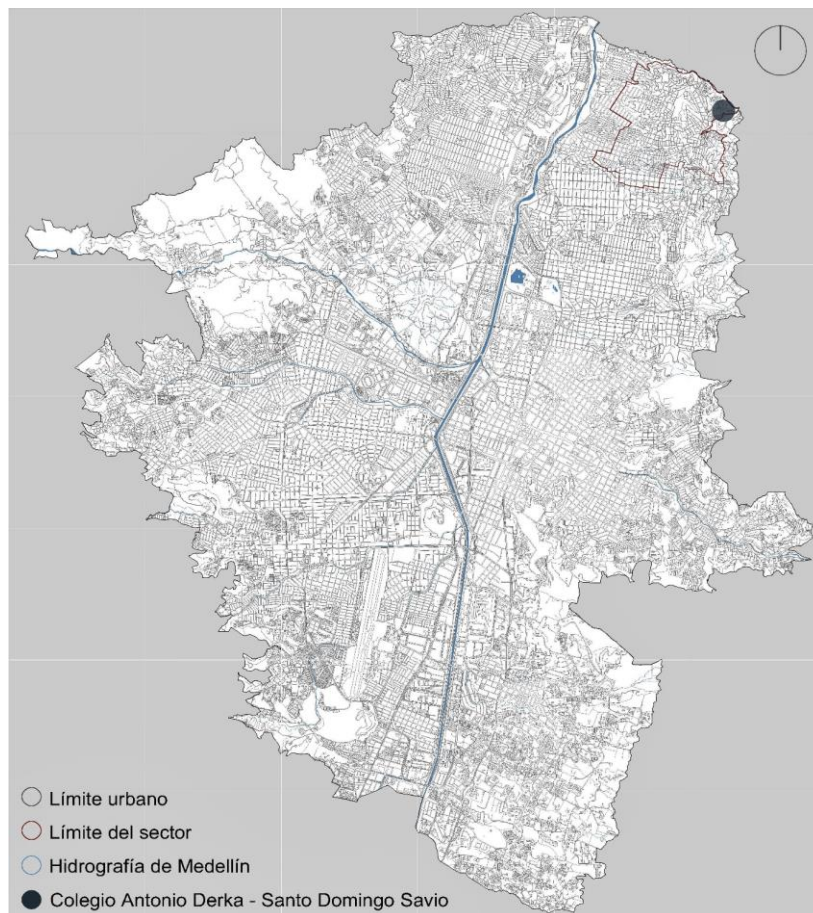 Límite urbano
Límite del sector
Hidrografía de Medellín
Colegio Antonio Derka - Santo Domingo Savio